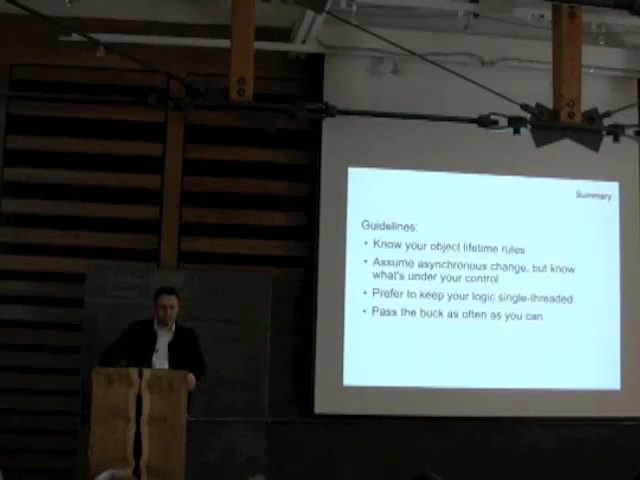 Summary
Guidelines:
• Know your object lifetime rules
• Assume asynchronous change, but know
what's under your control
• Prefer to keep your logic single-threaded
• Pass the buck as often as you can